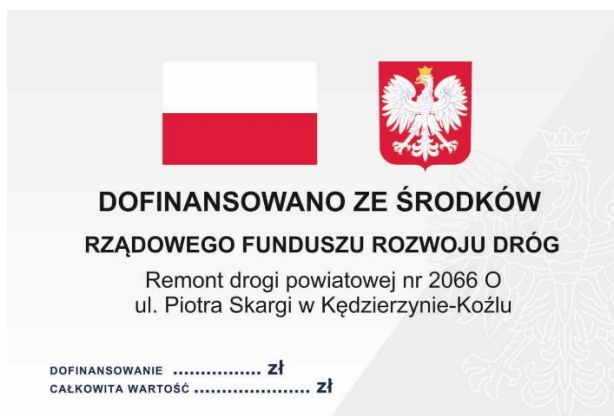 DOFINANSOWANO ZE ŚRODKÓW
RZĄDOWEGO FUNDUSZU ROZWOJU DRÓG
Remont drogi powiatowej nr 2066 O
ul. Piotra Skargi w Kędzierzynie-Koźlu
DOFINANSOWANIE ................ zł
CAŁKOWITA WARTOŚĆ ..................... zł